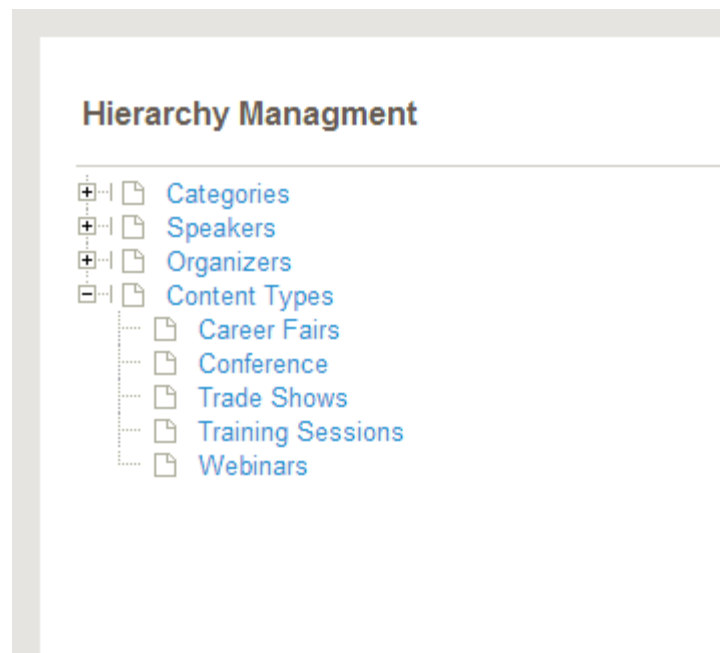 Hierarchy Managment
Categories
Speakers
Organizers
Content Types
Career Fairs
Conference
Trade Shows
Training Sessions
Webinars